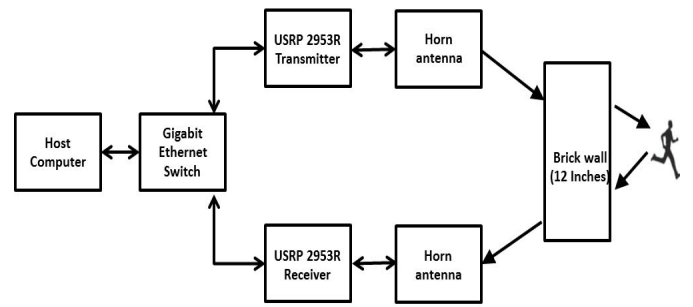 USRP 2953R
Transmitter
Horn
antenna
Host
Computer
Gigabit
Ethernet
Switch
Brick wall
(12 Inches)
USRP 2953R
Receiver
Horn
antenna